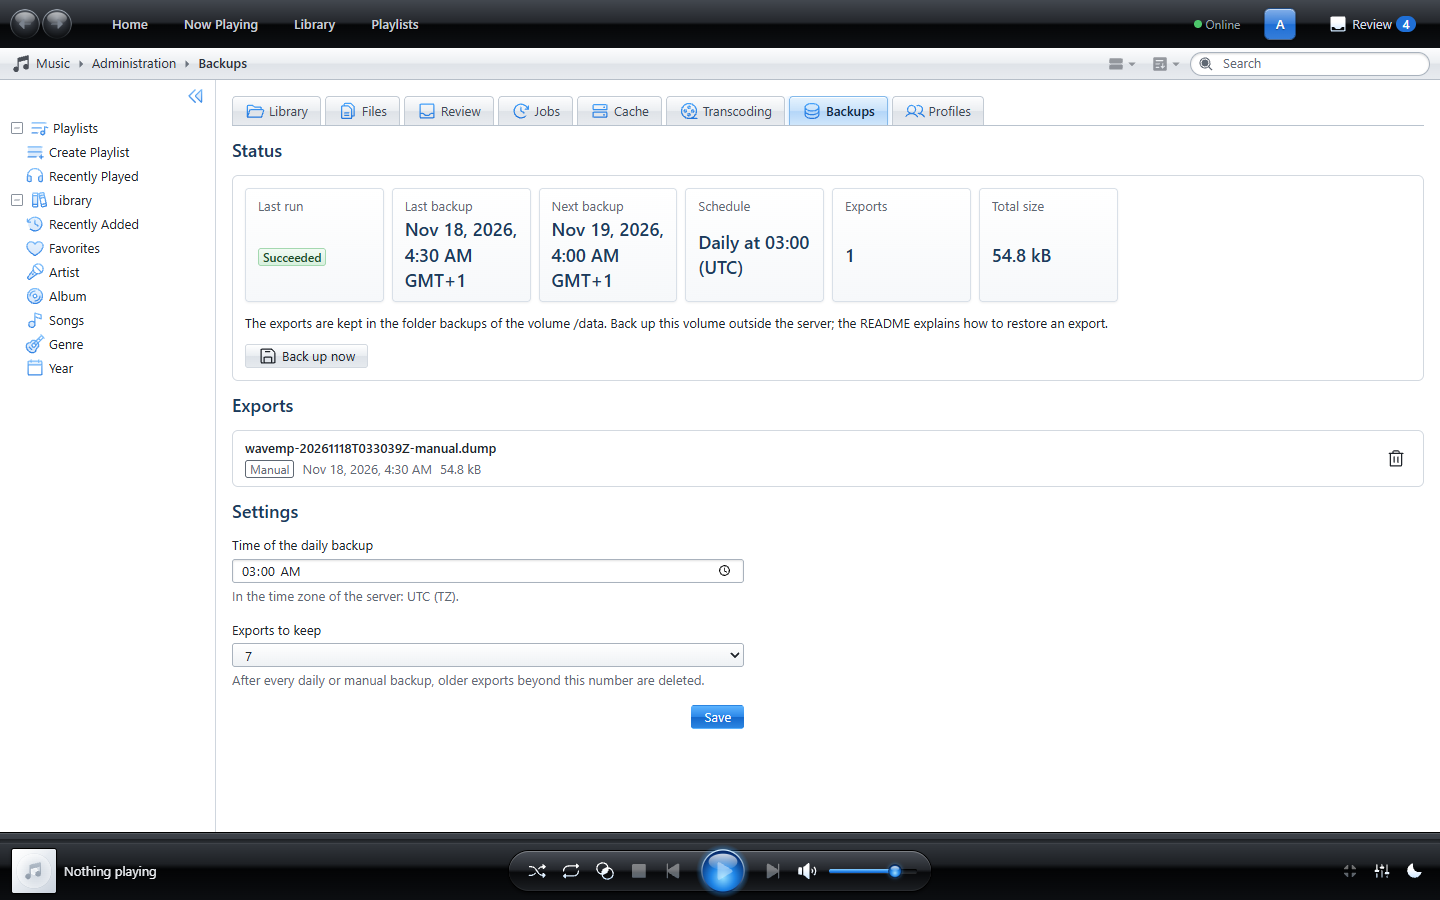 Home Now Playing Library Playlists Online A Review 4
Music Administration Backups Search
Playlists
Create Playlist
Recently Played
Library
Recently Added
Favorites
Artist
Album
Songs
Genre
Year
Library Files Review Jobs Cache Transcoding Backups Profiles
Status
Last run
Succeeded
Last backup
Nov 18, 2026,
4:30 AM
GMT+1
Next backup
Nov 19, 2026,
4:00 AM
GMT+1
Schedule
Daily at 03:00
(UTC)
Exports
1
Total size
54.8 kB
The exports are kept in the folder backups of the volume /data. Back up this volume outside the server; the README explains how to restore an export.
Back up now
Exports
wavemp-20261118T033039Z-manual.dump
Manual Nov 18, 2026, 4:30 AM 54.8 kB
Settings
Time of the daily backup
03:00 AM
In the time zone of the server: UTC (TZ).
Exports to keep
7
After every daily or manual backup, older exports beyond this number are deleted.
Save
Nothing playing